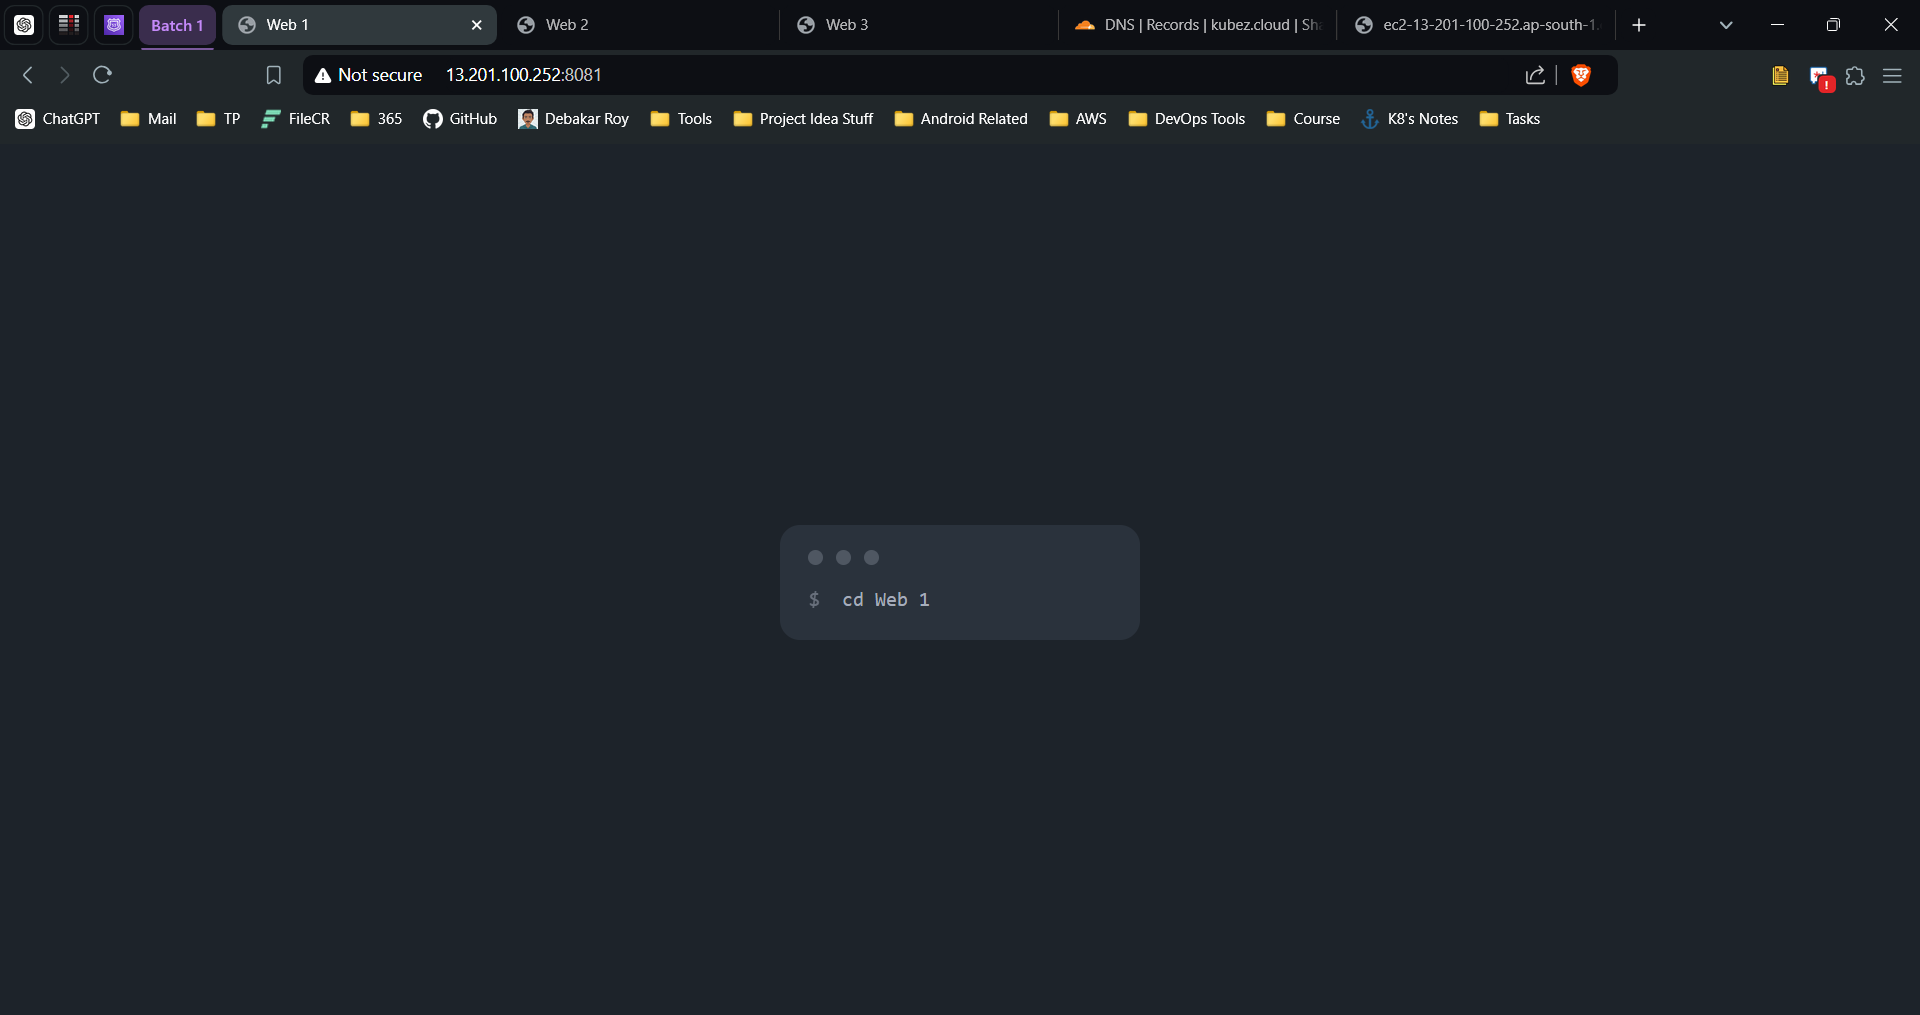 Batch 1
Web 1
Web 2
Web 3
DNS | Records | kubez.cloud | Sha
ec2-13-201-100-252.ap-south-1.
Not secure 13.201.100.252:8081
ChatGPT Mail TP FileCR 365 GitHub Debakar Roy Tools Project Idea Stuff Android Related AWS DevOps Tools Course K8's Notes Tasks
$ cd Web 1